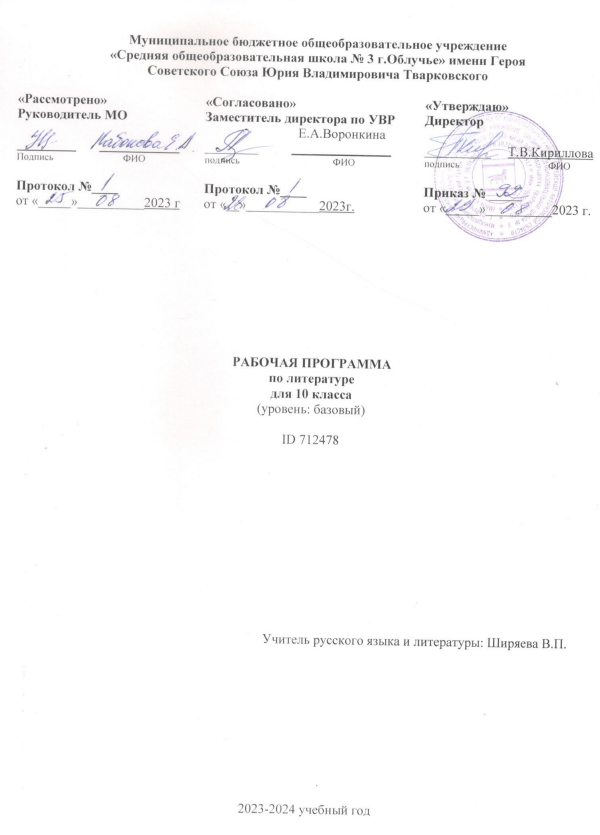 Муниципальное бюджетное общеобразовательное учреждение
«Средняя общеобразовательная школа № 3 г.Облучье» имени Героя
Советского Союза Юрия Владимировича Тварковского
«Рассмотрено»
Руководитель МО
Подпись ФИО
Протокол № 1
от « 25 » 08 2023 г
«Согласовано»
Заместитель директора по УВР
Е.А.Воронкина
подпись ФИО
Протокол № 1
от «26» 08 2023г.
«Утверждаю»
Директор
Т.В.Кириллова
подпись ФИО
Приказ №
от « » 08 2023 г.
РАБОЧАЯ ПРОГРАММА
по литературе
для 10 класса
(уровень: базовый)
ID 712478
Учитель русского языка и литературы: Ширяева В.П.
2023-2024 учебный год